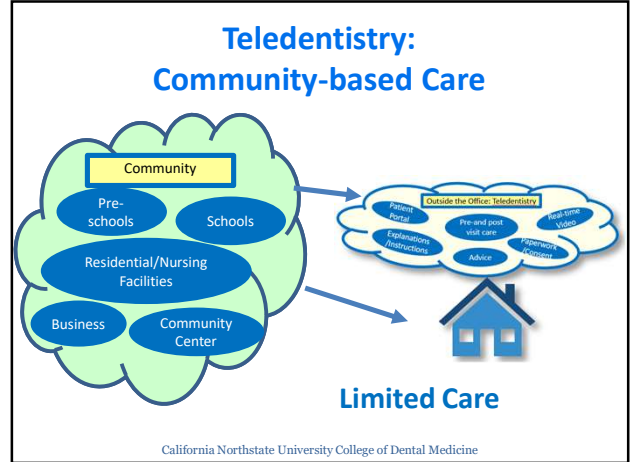 Teledentistry:
Community-based Care
Community
Pre-
schools
Schools
Residential/Nursing
Facilities
Business
Community
Center
Outside the Office: Teledentistry
Patient
Portal
Pre-and post
visit care
Real-time
Video
Explanations
/Instructions
Advice
Paperwork
/Consent
Limited Care
California Northstate University College of Dental Medicine